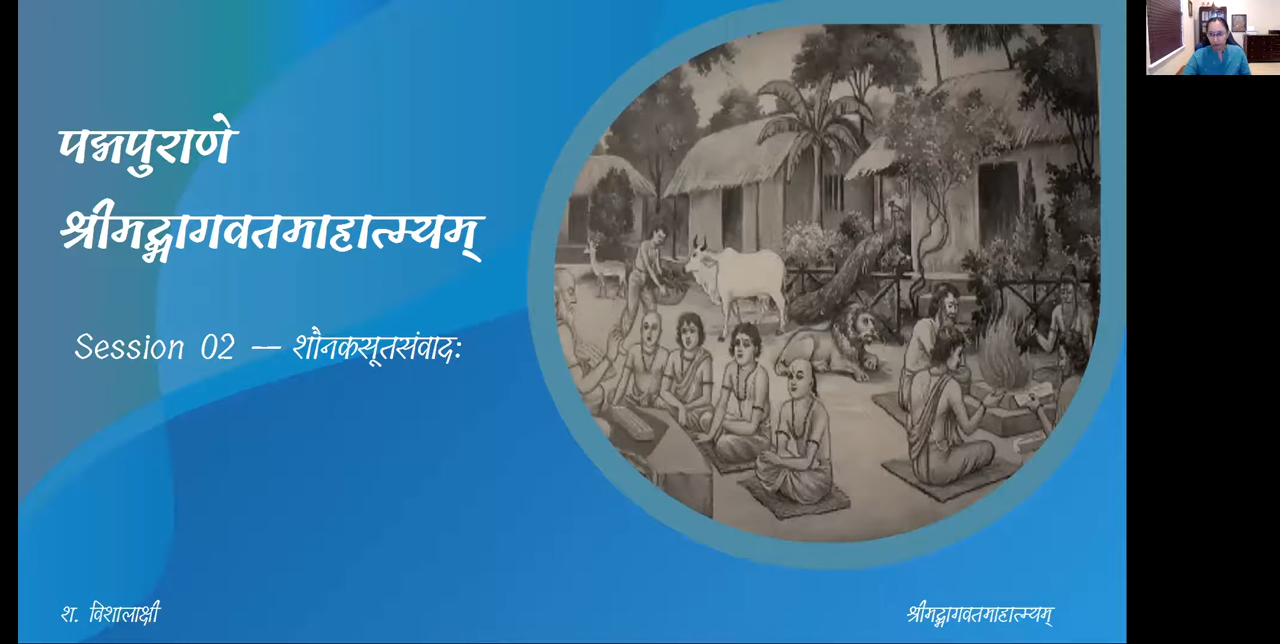 पद्मपुराणे
श्रीमद्भागवतमाहात्म्यम्
Session 02 — शौनकसूतसंवादः
श. विशालाक्षी
श्रीमद्भागवतमाहात्म्यम्